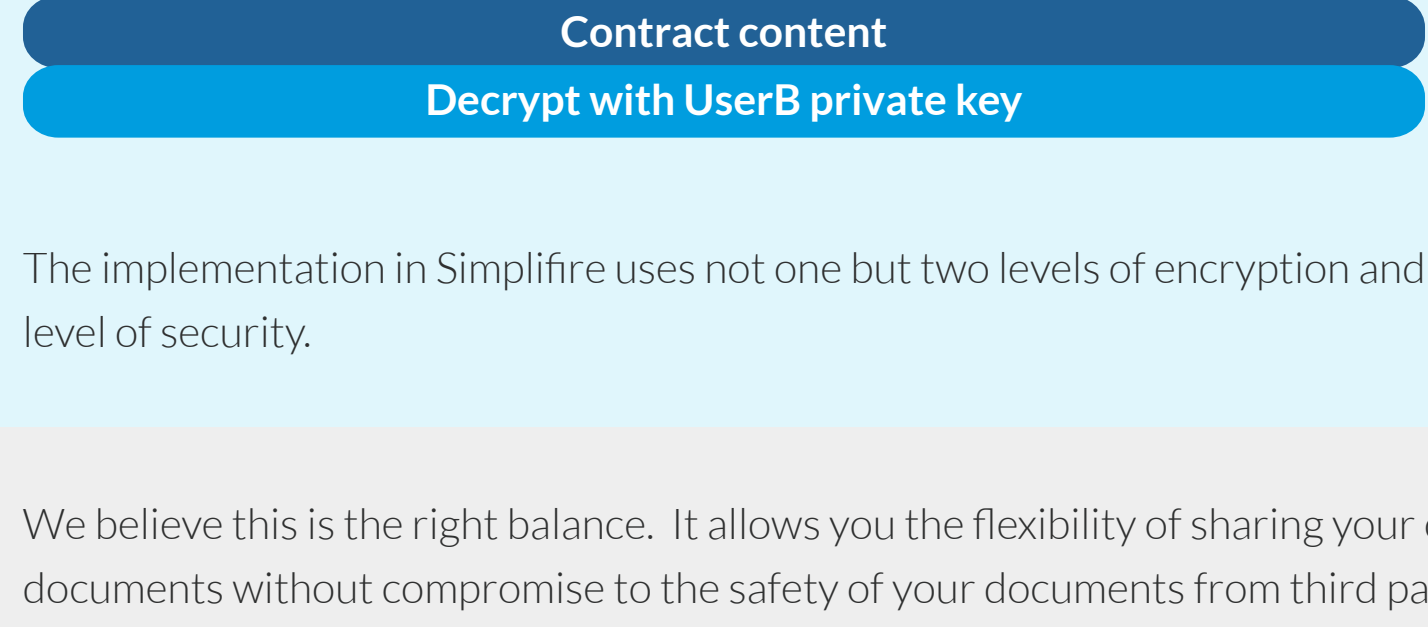 Contract content
Decrypt with UserB private key
The implementation in Simplifire uses not one but two levels of encryption and
level of security.
We believe this is the right balance.  It allows you the flexibility of sharing your
documents without compromise to the safety of your documents from third